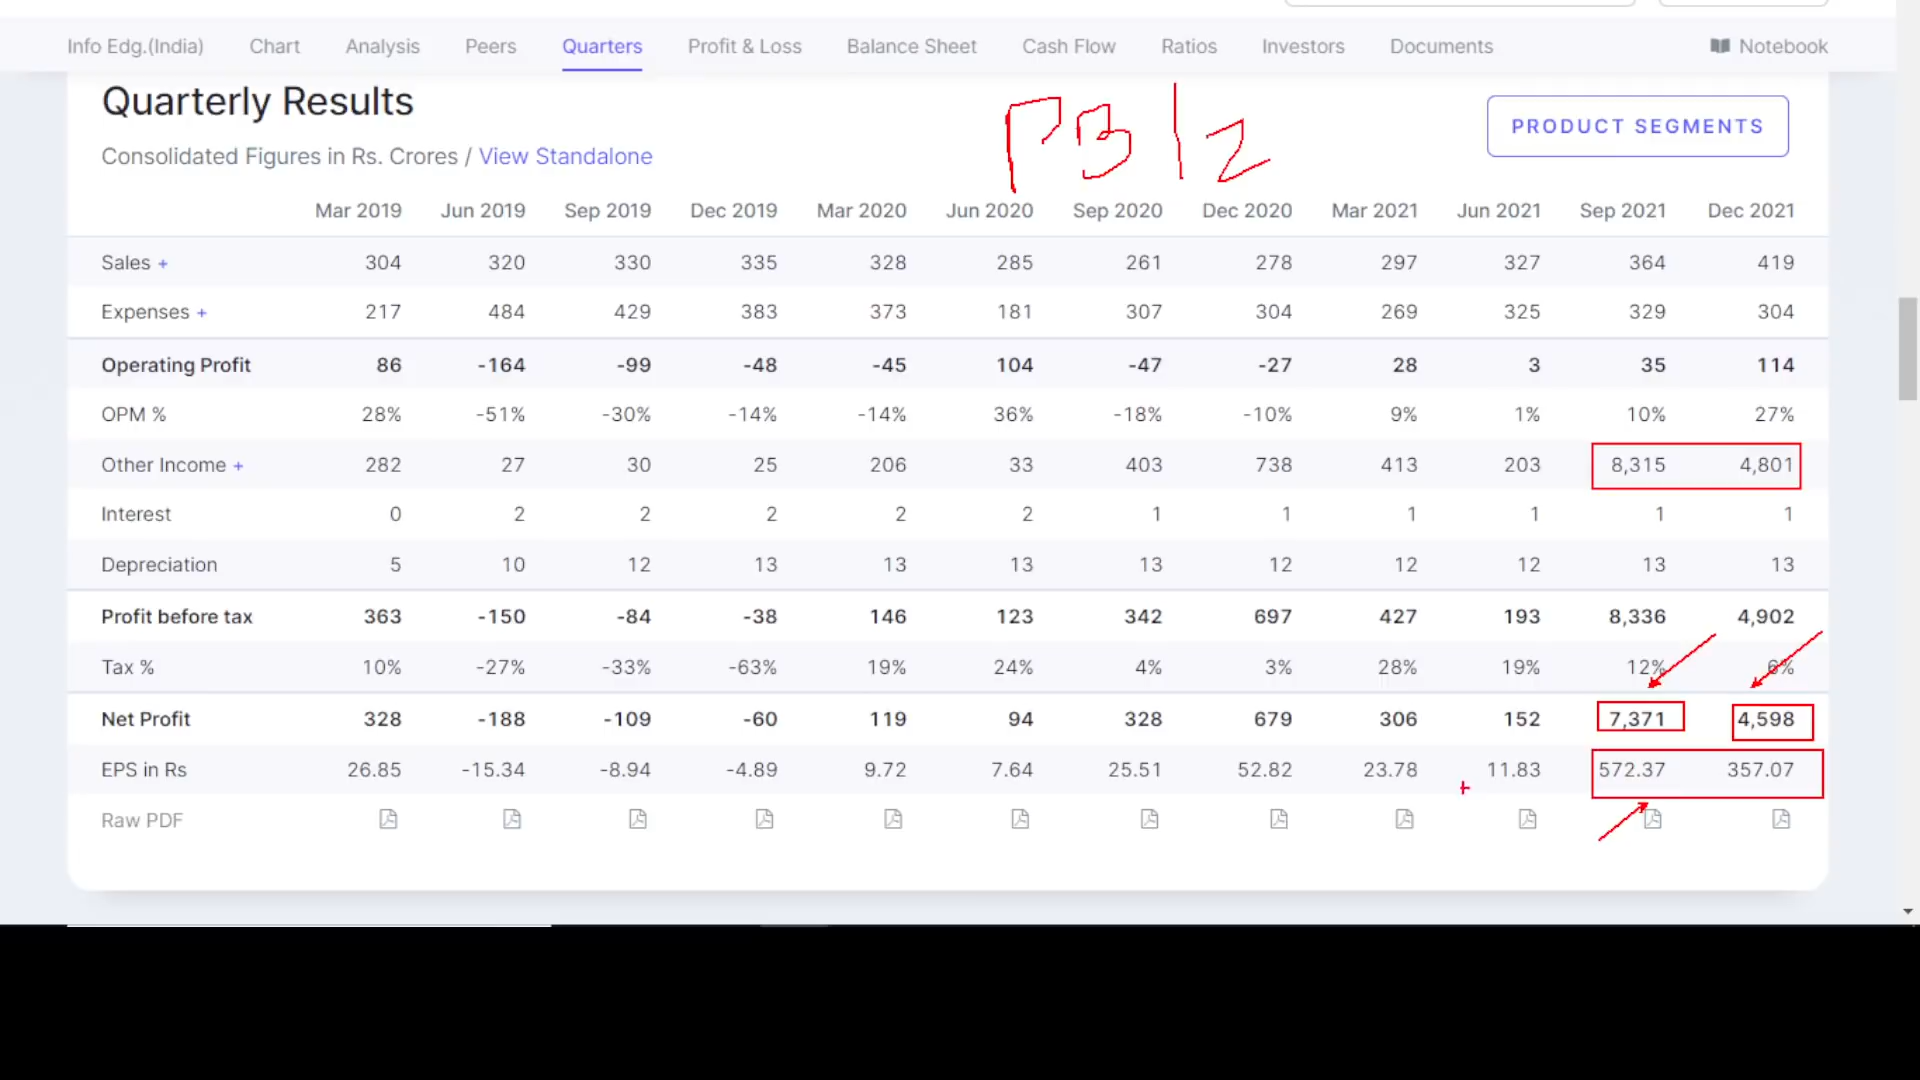 Info Edg.(India) Chart Analysis Peers Quarters Profit & Loss Balance Sheet Cash Flow Ratios Investors Documents Notebook
Quarterly Results
PB 1z
PRODUCT SEGMENTS
Consolidated Figures in Rs. Crores / View Standalone
Mar 2019 Jun 2019 Sep 2019 Dec 2019 Mar 2020 Jun 2020 Sep 2020 Dec 2020 Mar 2021 Jun 2021 Sep 2021 Dec 2021
Sales + 304 320 330 335 328 285 261 278 297 327 364 419
Expenses + 217 484 429 383 373 181 307 304 269 325 329 304
Operating Profit 86 -164 -99 -48 -45 104 -47 -27 28 3 35 114
OPM % 28% -51% -30% -14% -14% 36% -18% -10% 9% 1% 10% 27%
Other Income + 282 27 30 25 206 33 403 738 413 203 8,315 4,801
Interest 0 2 2 2 2 2 1 1 1 1 1 1
Depreciation 5 10 12 13 13 13 13 12 12 12 13 13
Profit before tax 363 -150 -84 -38 146 123 342 697 427 193 8,336 4,902
Tax % 10% -27% -33% -63% 19% 24% 4% 3% 28% 19% 12% 6%
Net Profit 328 -188 -109 -60 119 94 328 679 306 152 7,371 4,598
EPS in Rs 26.85 -15.34 -8.94 -4.89 9.72 7.64 25.51 52.82 23.78 11.83 572.37 357.07
Raw PDF